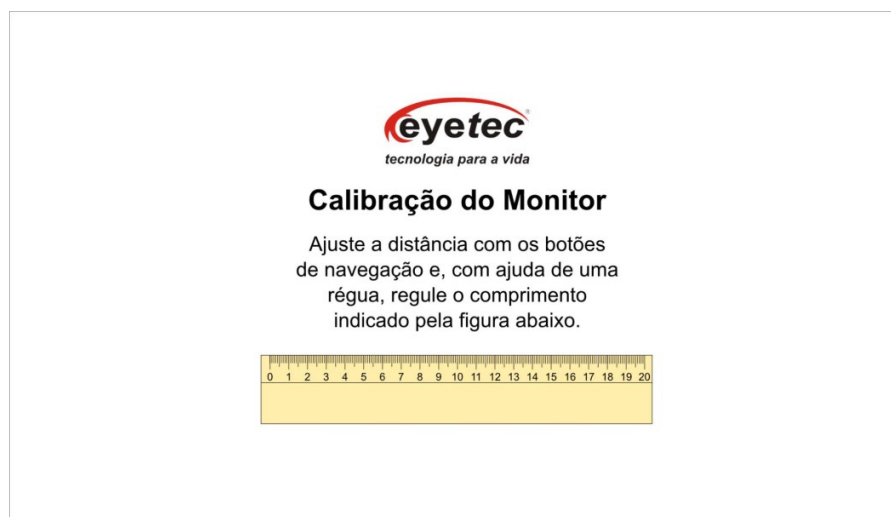 eyetec
tecnologia para a vida
Calibração do Monitor
Ajuste a distância com os botões
de navegação e, com ajuda de uma
régua, regule o comprimento
indicado pela figura abaixo.
0 1 2 3 4 5 6 7 8 9 10 11 12 13 14 15 16 17 18 19 20